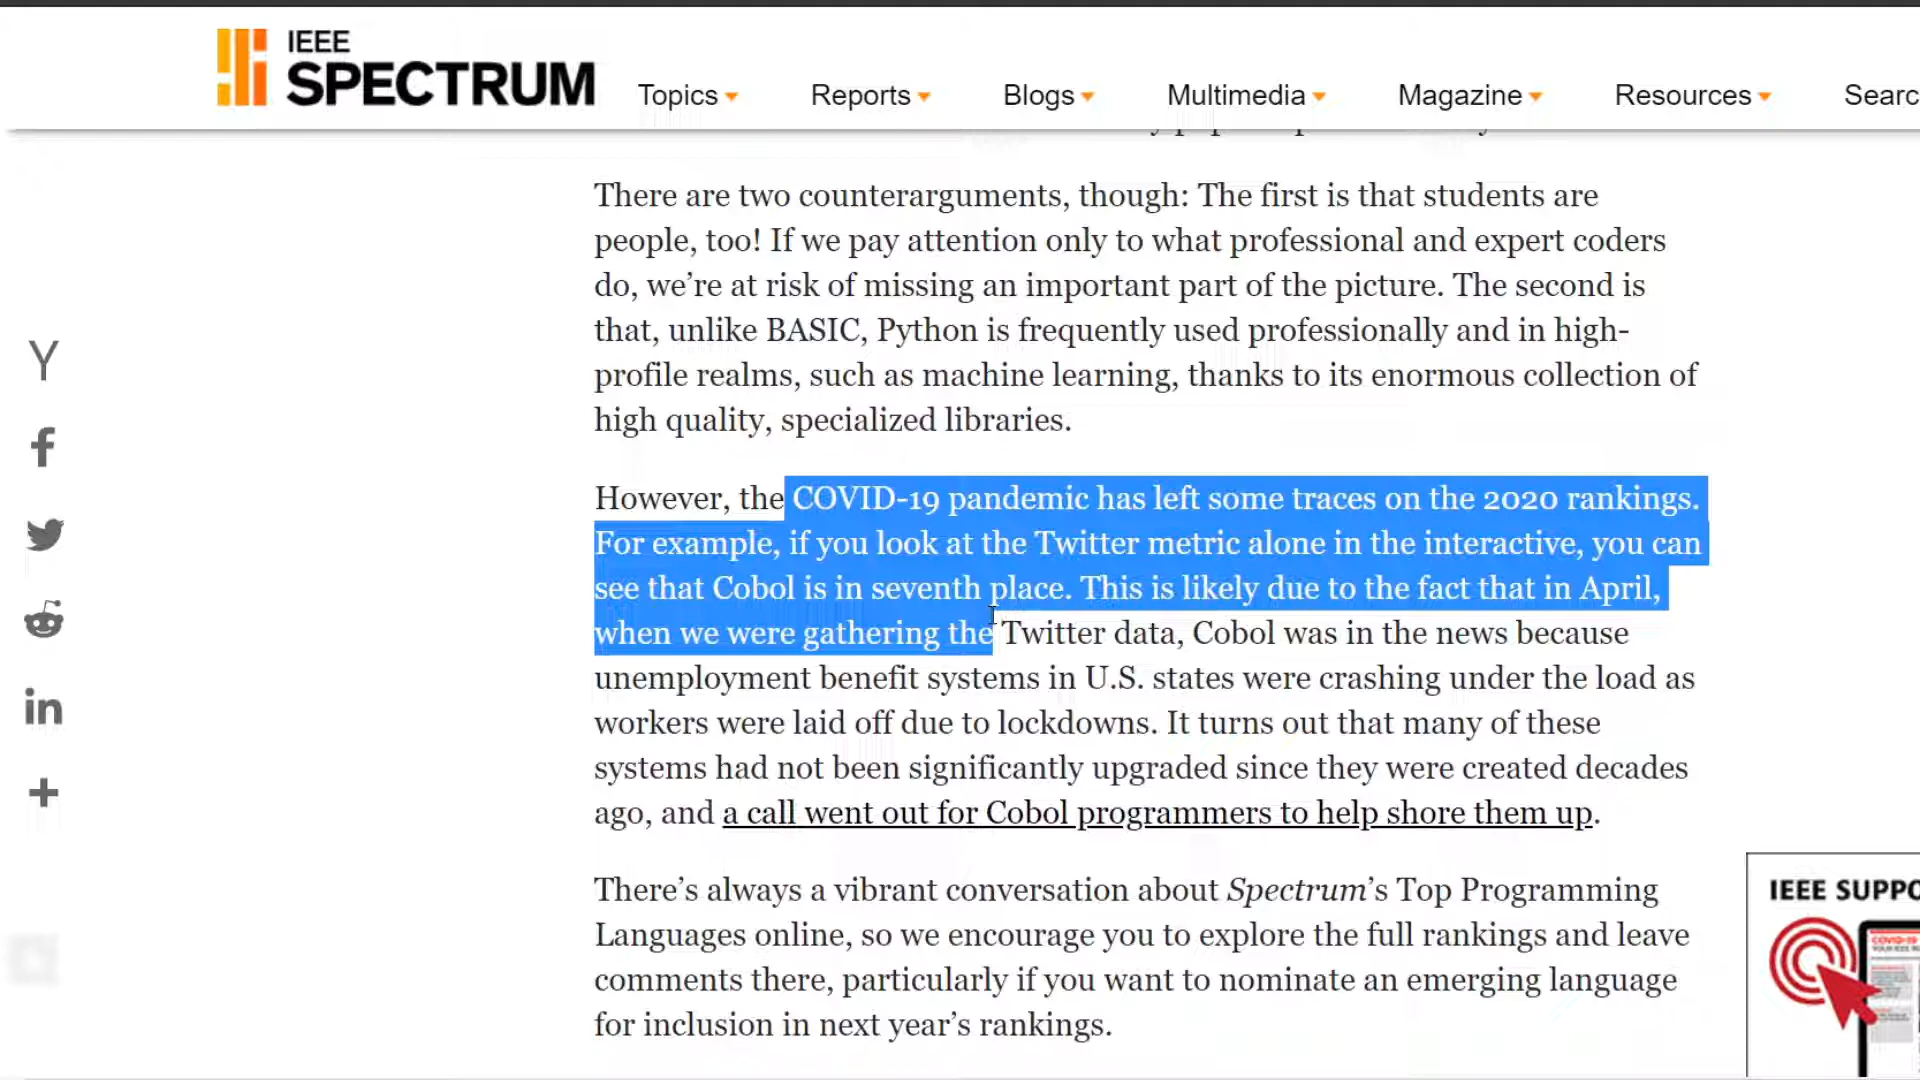 IEEE
SPECTRUM
Topics
Reports
Blogs
Multimedia
Magazine
Resources
Searc
There are two counterarguments, though: The first is that students are
people, too! If we pay attention only to what professional and expert coders
do, we’re at risk of missing an important part of the picture. The second is
that, unlike BASIC, Python is frequently used professionally and in high-
profile realms, such as machine learning, thanks to its enormous collection of
high quality, specialized libraries.
However, the COVID-19 pandemic has left some traces on the 2020 rankings.
For example, if you look at the Twitter metric alone in the interactive, you can
see that Cobol is in seventh place. This is likely due to the fact that in April,
when we were gathering the Twitter data, Cobol was in the news because
unemployment benefit systems in U.S. states were crashing under the load as
workers were laid off due to lockdowns. It turns out that many of these
systems had not been significantly upgraded since they were created decades
ago, and a call went out for Cobol programmers to help shore them up.
There’s always a vibrant conversation about Spectrum’s Top Programming
Languages online, so we encourage you to explore the full rankings and leave
comments there, particularly if you want to nominate an emerging language
for inclusion in next year’s rankings.
IEEE SUPPO
COVID-19